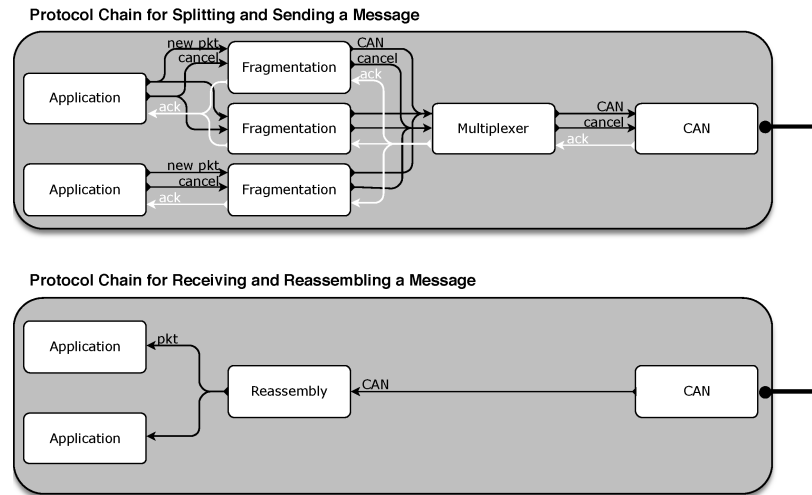 Protocol Chain for Splitting and Sending a Message
new pkt
CAN
cancel
cancel
Fragmentation
ack
Application
ack
CAN
Fragmentation
Multiplexer
cancel
CAN
ack
new pkt
cancel
Application
Fragmentation
ack
Protocol Chain for Receiving and Reassembling a Message
Application
pkt
Reassembly
CAN
CAN
Application